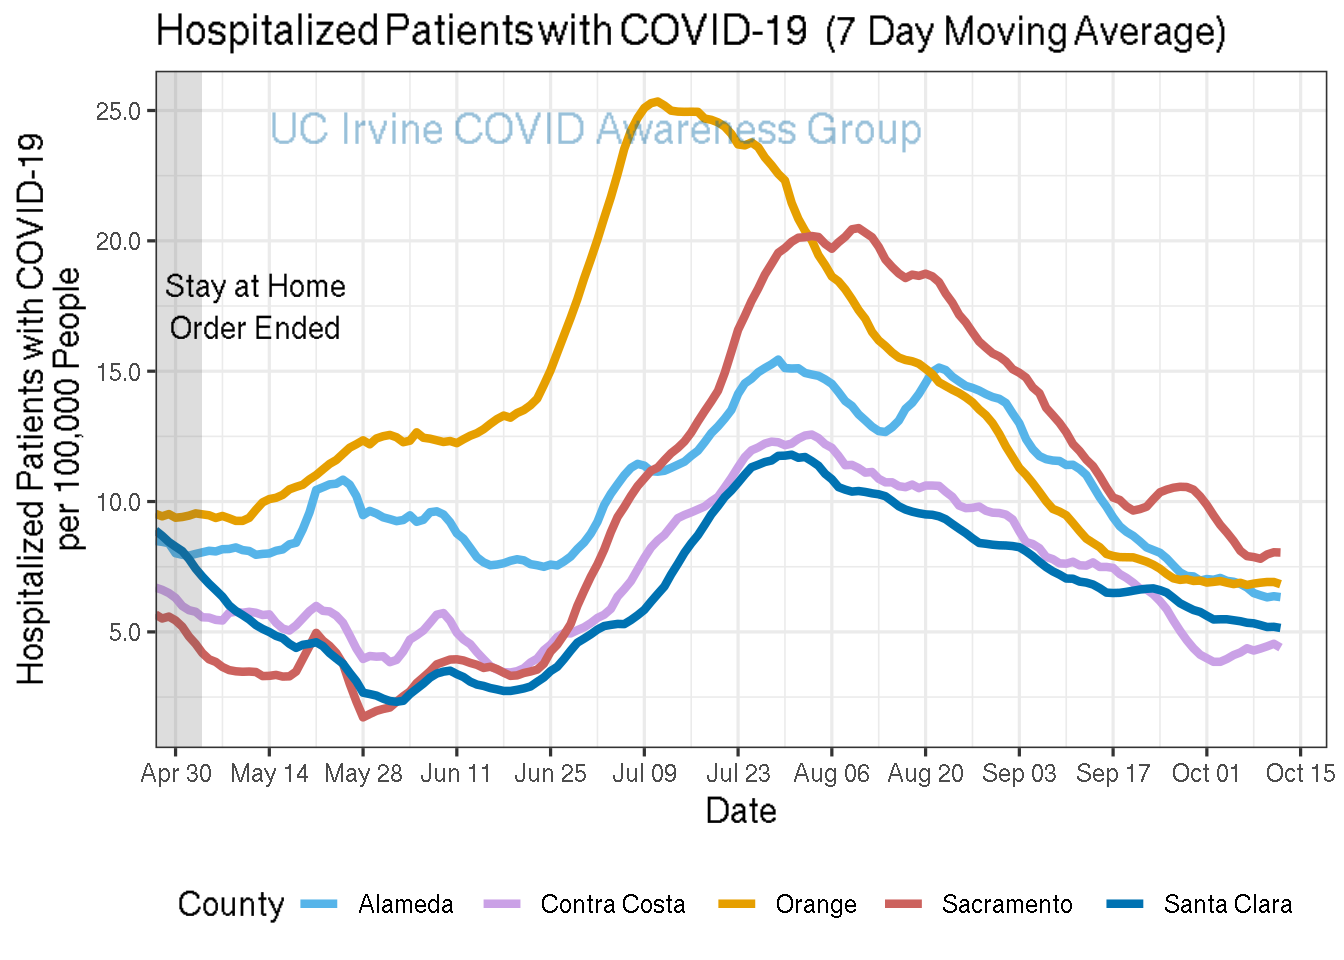 Hospitalized Patients with COVID-19 (7 Day Moving Average)
UC Irvine COVID Awareness Group
Hospitalized Patients with COVID-19
per 100,000 People
25.0
20.0
15.0
10.0
5.0
Stay at Home
Order Ended
Apr 30 May 14 May 28 Jun 11 Jun 25 Jul 09 Jul 23 Aug 06 Aug 20 Sep 03 Sep 17 Oct 01 Oct 15
Date
County Alameda Contra Costa Orange Sacramento Santa Clara